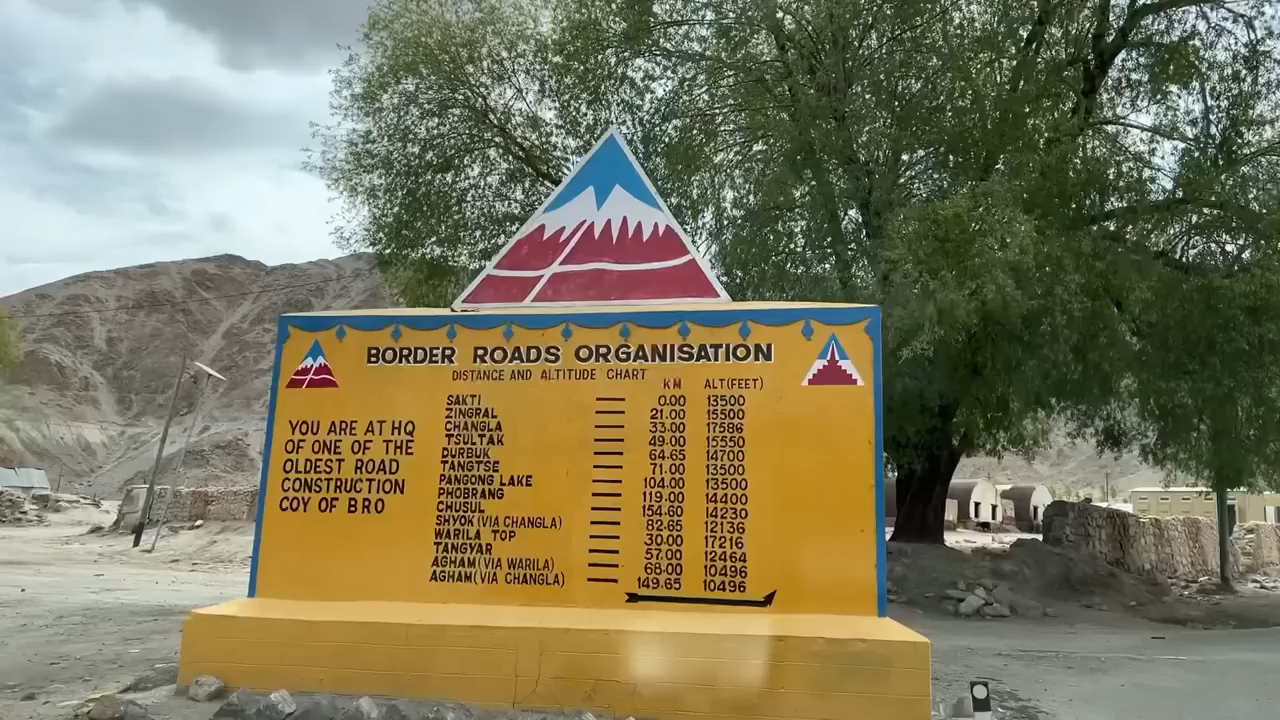 BORDER ROADS ORGANISATION
DISTANCE AND ALTITUDE CHART
KM ALT(FEET)
YOU ARE AT HQ
OF ONE OF THE
OLDEST ROAD
CONSTRUCTION
COY OF BRO
SAKTI 0.00 13500
ZINGRAL 21.00 15500
CHANGLA 33.00 17586
TSULTAK 49.00 15550
DURBUK 64.65 14700
TANGTSE 71.00 13500
PANGONG LAKE 104.00 13500
PHOBRANG 119.00 14400
CHUSUL 154.60 14230
SHYOK(VIA CHANGLA) 82.65 12136
WARILA TOP 30.00 17216
TANGYAR 57.00 12464
AGHAM(VIA WARILA) 68.00 10496
AGHAM(VIA CHANGLA) 149.65 10496